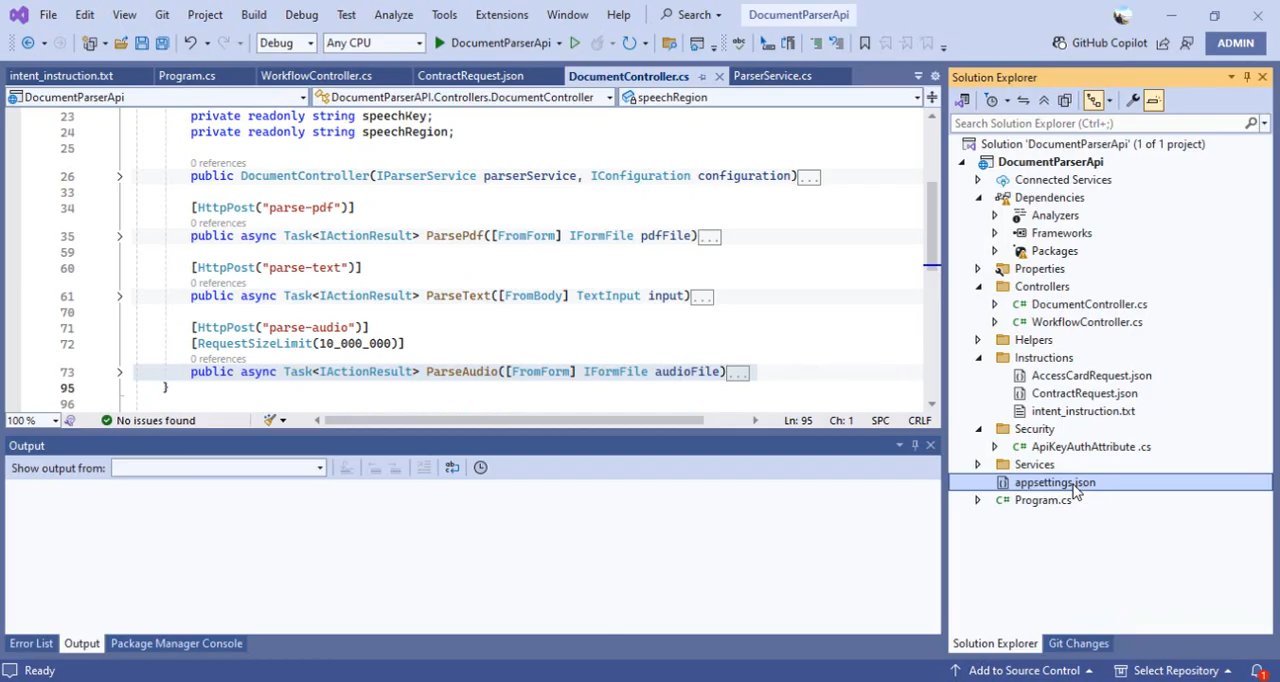 File Edit View Git Project Build Debug Test Analyze Tools Extensions Window Help Search DocumentParserApi
Debug Any CPU DocumentParserApi GitHub Copilot ADMIN
intent_instruction.txt Program.cs WorkflowController.cs ContractRequest.json DocumentController.cs ParserService.cs
DocumentParserApi DocumentParserAPI.Controllers.DocumentController speechRegion
23 private readonly string speechKey;
24 private readonly string speechRegion;
25
0 references
26 public DocumentController(IParserService parserService, IConfiguration configuration)...
33
34 [HttpPost("parse-pdf")]
0 references
35 public async Task<IActionResult> ParsePdf([FromForm] IFormFile pdfFile)...
59
60 [HttpPost("parse-text")]
0 references
61 public async Task<IActionResult> ParseText([FromBody] TextInput input)...
70
71 [HttpPost("parse-audio")]
72 [RequestSizeLimit(10_000_000)]
0 references
73 public async Task<IActionResult> ParseAudio([FromForm] IFormFile audioFile)...
95 }
96
100 % No issues found Ln: 95 Ch: 1 SPC CRLF
Output
Show output from:
Error List Output Package Manager Console
Solution Explorer
Search Solution Explorer (Ctrl+;)
Solution 'DocumentParserApi' (1 of 1 project)
DocumentParserApi
Connected Services
Dependencies
Analyzers
Frameworks
Packages
Properties
Controllers
C# DocumentController.cs
C# WorkflowController.cs
Helpers
Instructions
AccessCardRequest.json
ContractRequest.json
intent_instruction.txt
Security
C# ApiKeyAuthAttribute .cs
Services
appsettings.json
C# Program.cs
Solution Explorer Git Changes
Ready Add to Source Control Select Repository 1